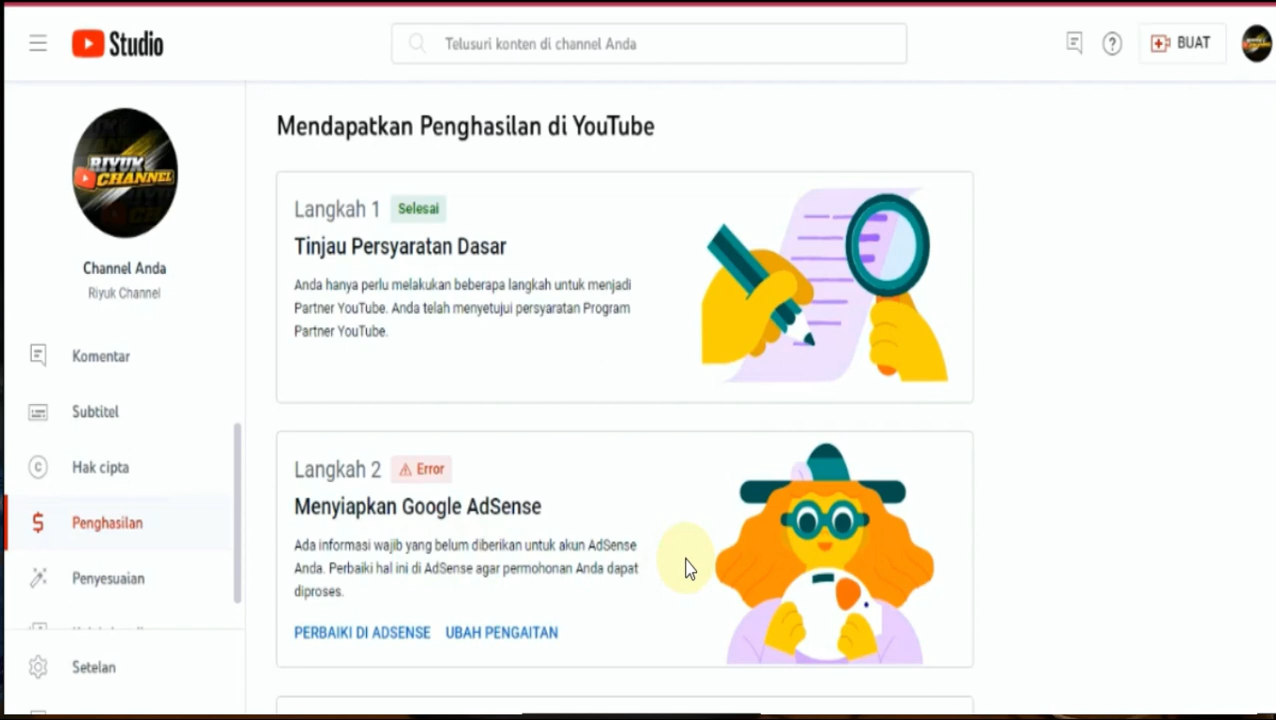 Studio
Telusuri konten di channel Anda
BUAT
RIYUK
CHANNEL
Channel Anda
Riyuk Channel
Komentar
Subtitel
Hak cipta
Penghasilan
Penyesuaian
Setelan
Mendapatkan Penghasilan di YouTube
Langkah 1 Selesai
Tinjau Persyaratan Dasar
Anda hanya perlu melakukan beberapa langkah untuk menjadi
Partner YouTube. Anda telah menyetujui persyaratan Program
Partner YouTube.
Langkah 2 Error
Menyiapkan Google AdSense
Ada informasi wajib yang belum diberikan untuk akun AdSense
Anda. Perbaiki hal ini di AdSense agar permohonan Anda dapat
diproses.
PERBAIKI DI ADSENSE UBAH PENGAITAN